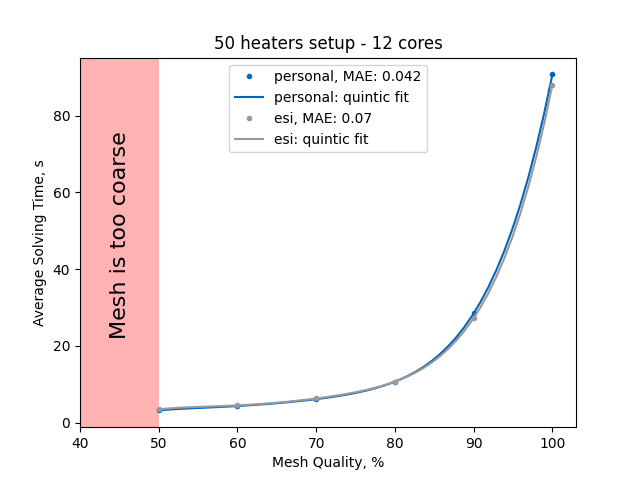 50 heaters setup - 12 cores
personal, MAE: 0.042
personal: quintic fit
esi, MAE: 0.07
esi: quintic fit
Mesh is too coarse
Average Solving Time, s
80
60
40
20
0
40 50 60 70 80 90 100
Mesh Quality, %